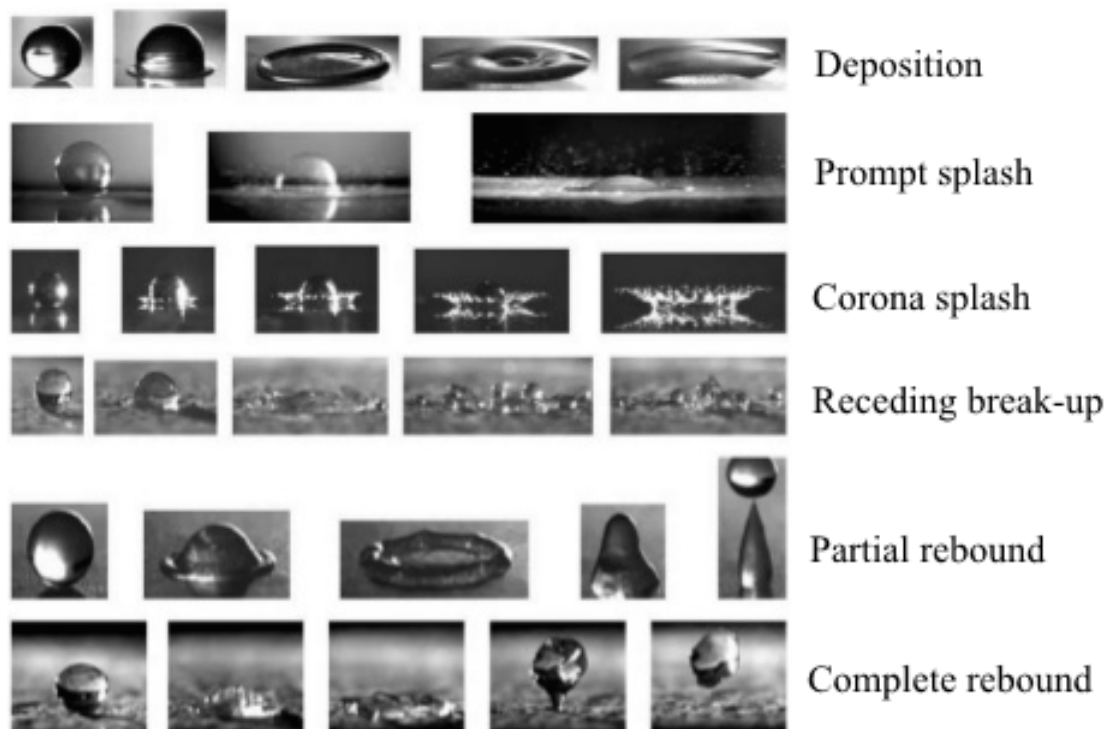 Deposition
Prompt splash
Corona splash
Receding break-up
Partial rebound
Complete rebound